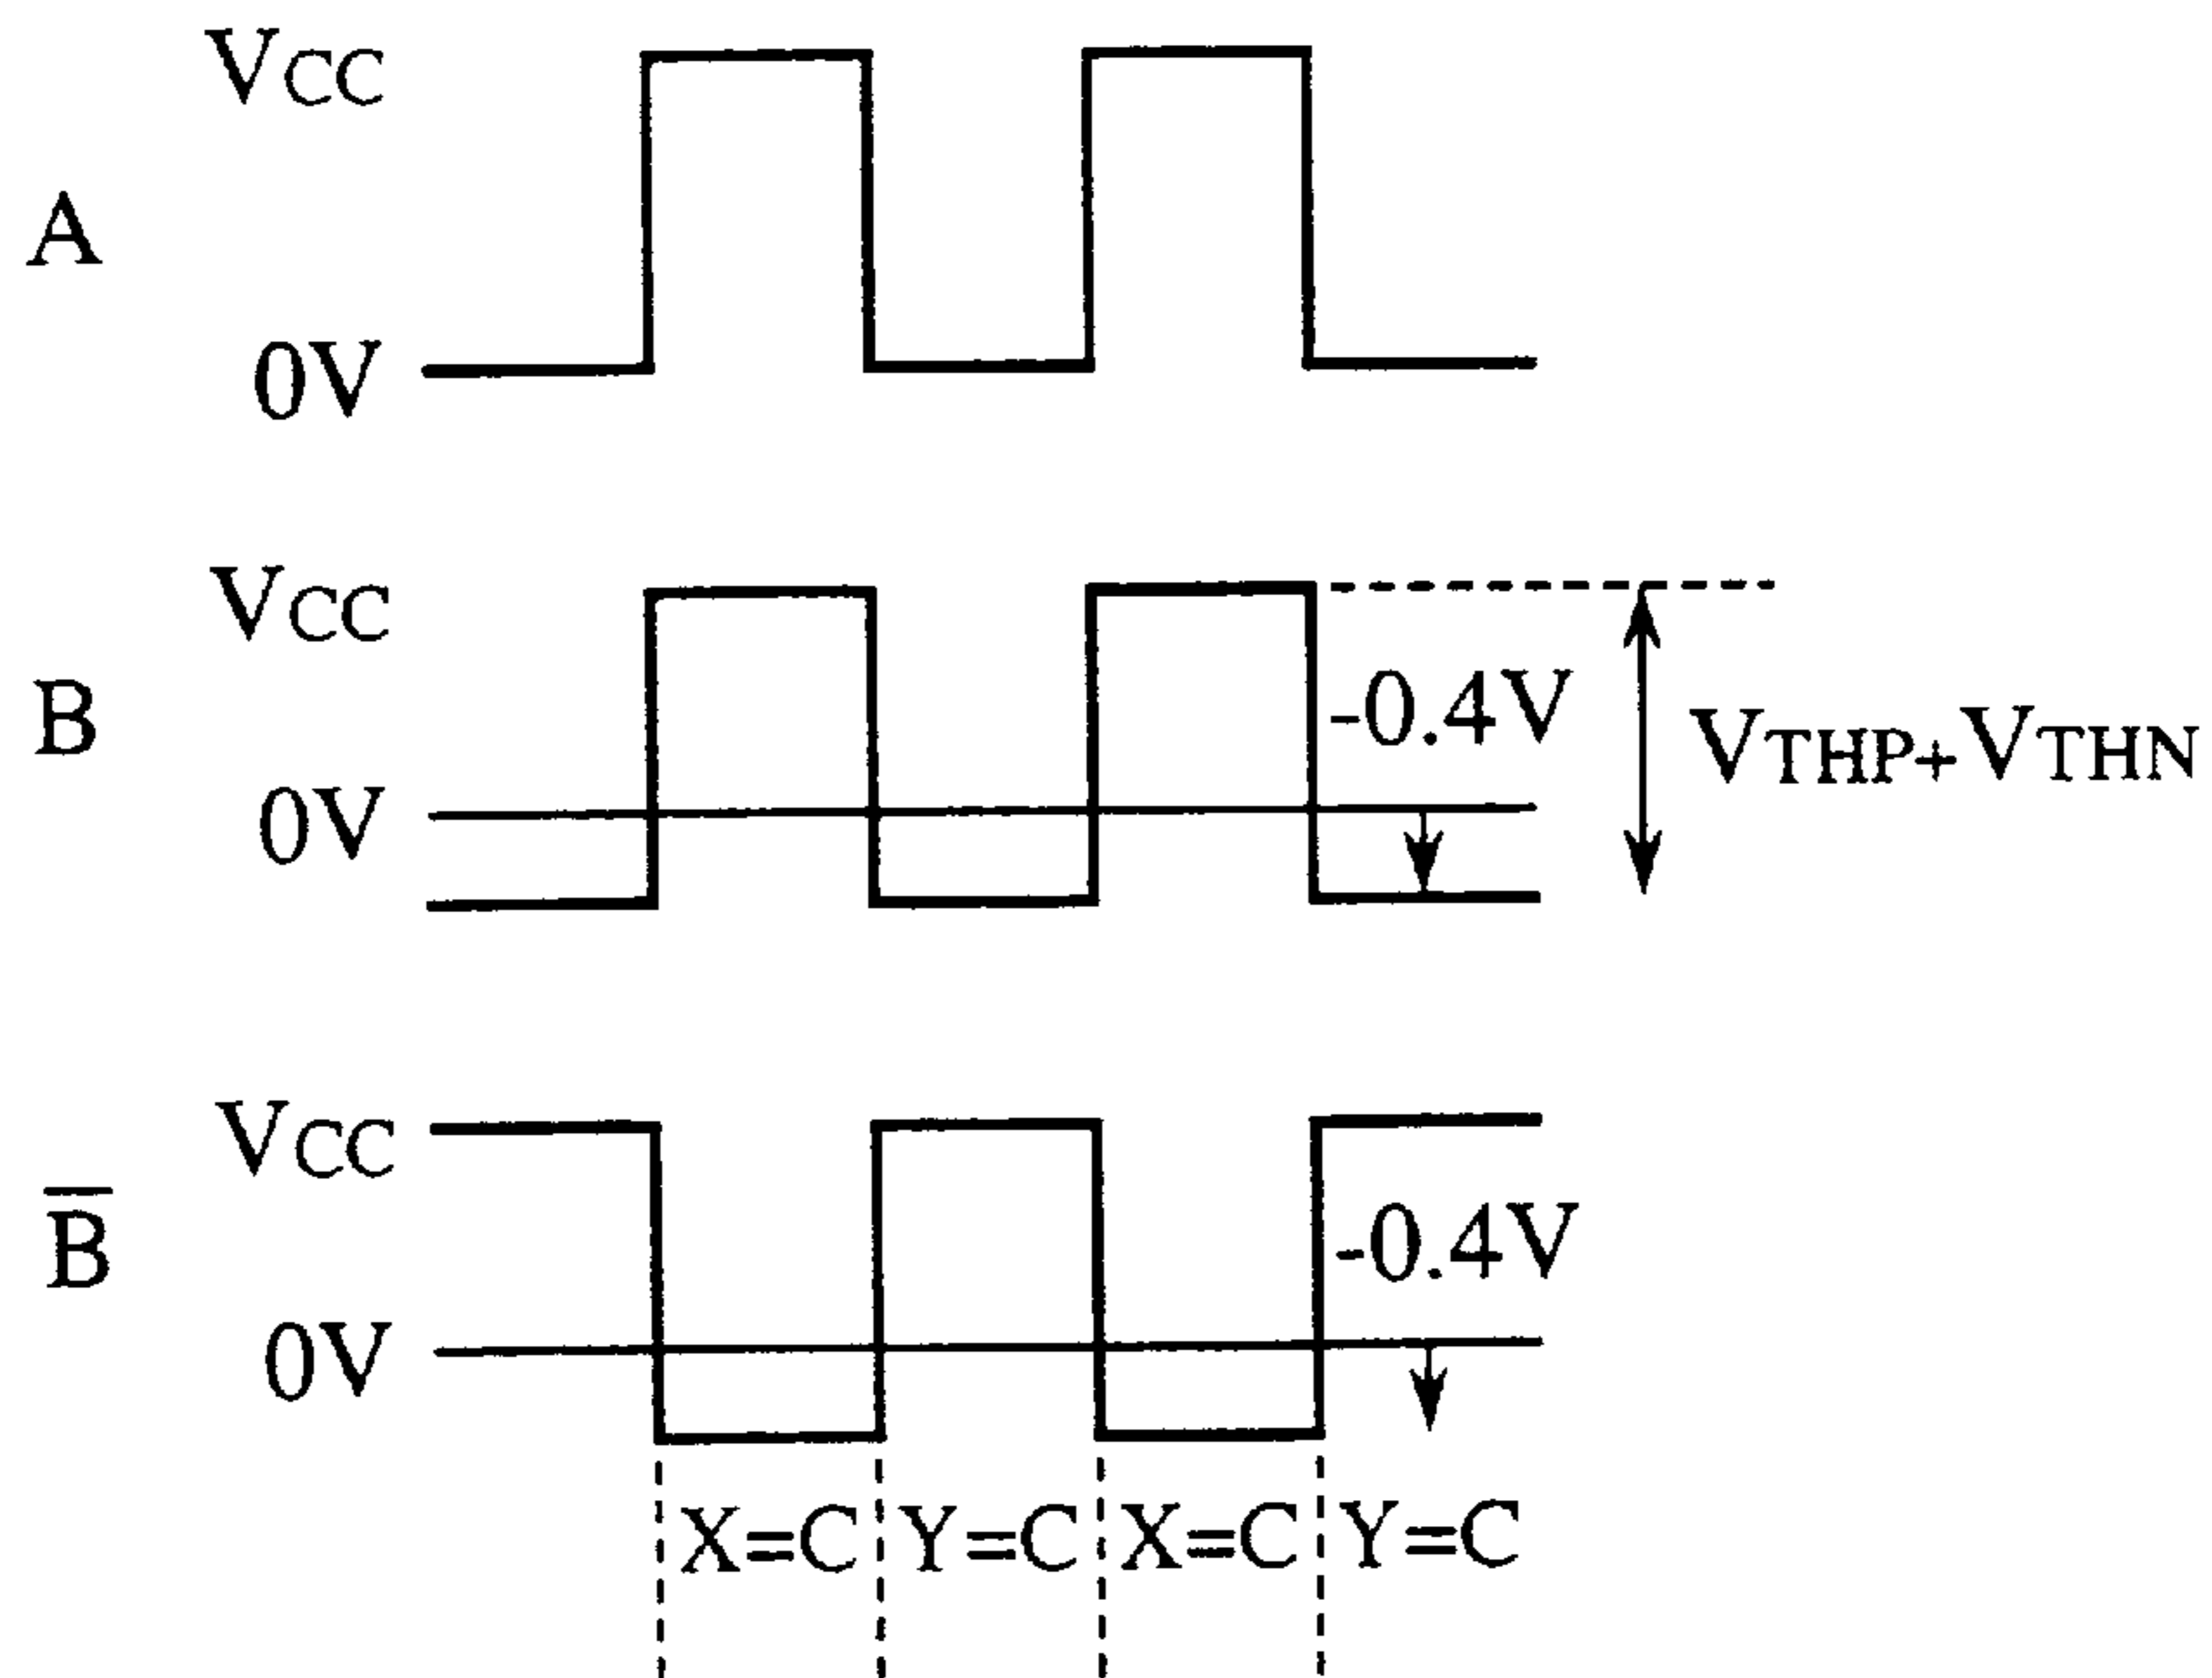 VCC
A
0V
VCC
-0.4V
B
VTHP+VTHN
0V
VCC
B̅
-0.4V
0V
X=C Y=C X=C Y=C